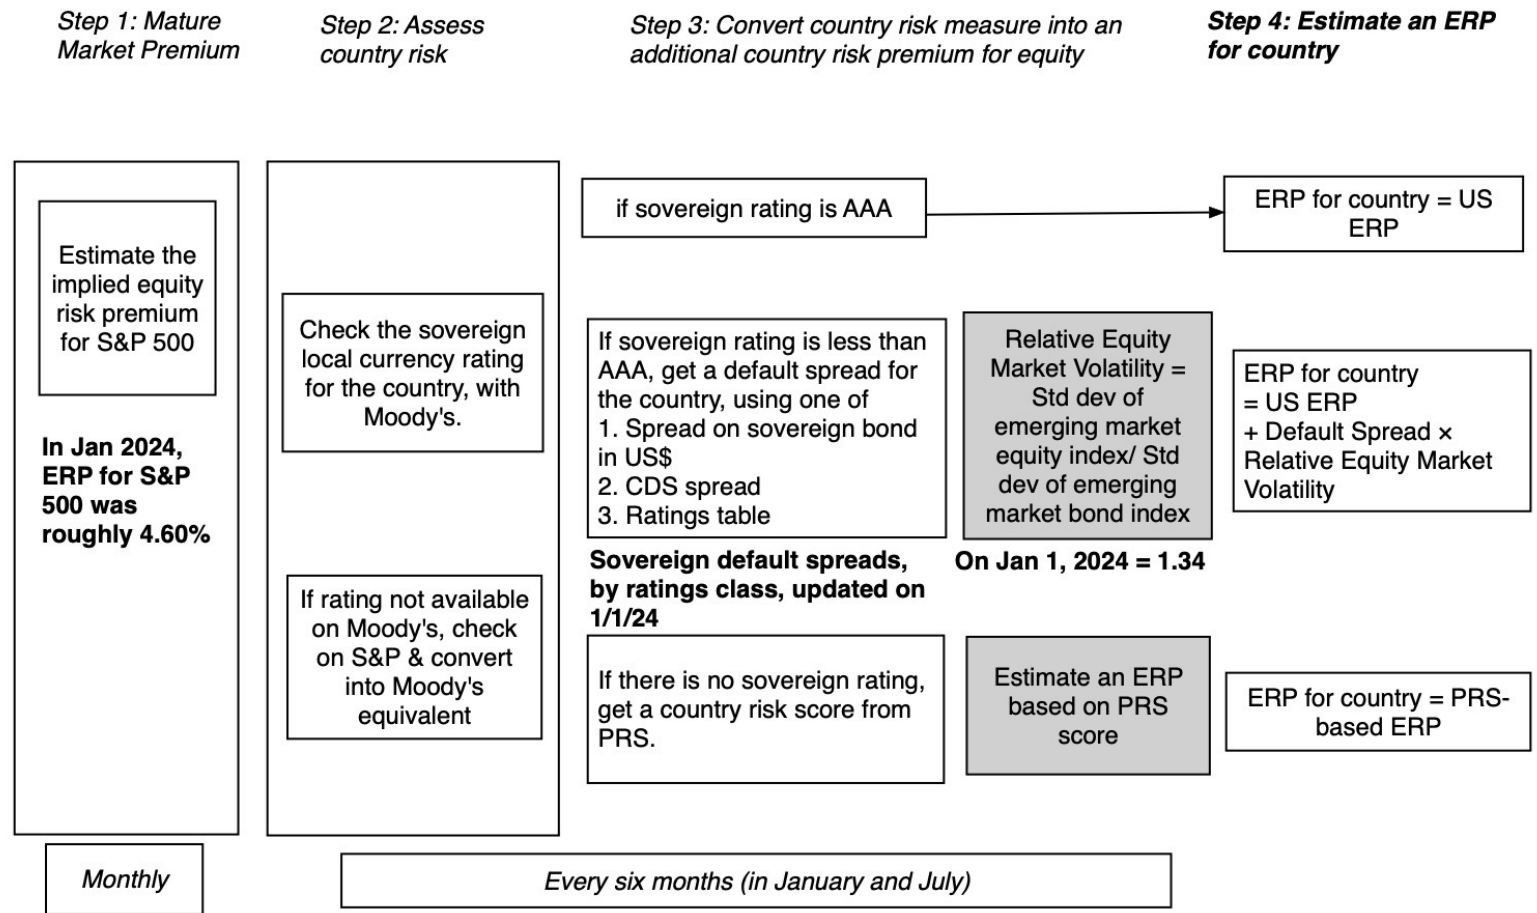 Step 1: Mature
Market Premium
Step 2: Assess
country risk
Step 3: Convert country risk measure into an
additional country risk premium for equity
Step 4: Estimate an ERP
for country
Estimate the
implied equity
risk premium
for S&P 500
In Jan 2024,
ERP for S&P
500 was
roughly 4.60%
Check the sovereign
local currency rating
for the country, with
Moody's.
If rating not available
on Moody's, check
on S&P & convert
into Moody's
equivalent
if sovereign rating is AAA
ERP for country = US
ERP
If sovereign rating is less than
AAA, get a default spread for
the country, using one of
1. Spread on sovereign bond
in US$
2. CDS spread
3. Ratings table
Sovereign default spreads,
by ratings class, updated on
1/1/24
Relative Equity
Market Volatility =
Std dev of
emerging market
equity index/ Std
dev of emerging
market bond index
On Jan 1, 2024 = 1.34
ERP for country
= US ERP
+ Default Spread ×
Relative Equity Market
Volatility
If there is no sovereign rating,
get a country risk score from
PRS.
Estimate an ERP
based on PRS
score
ERP for country = PRS-
based ERP
Monthly
Every six months (in January and July)